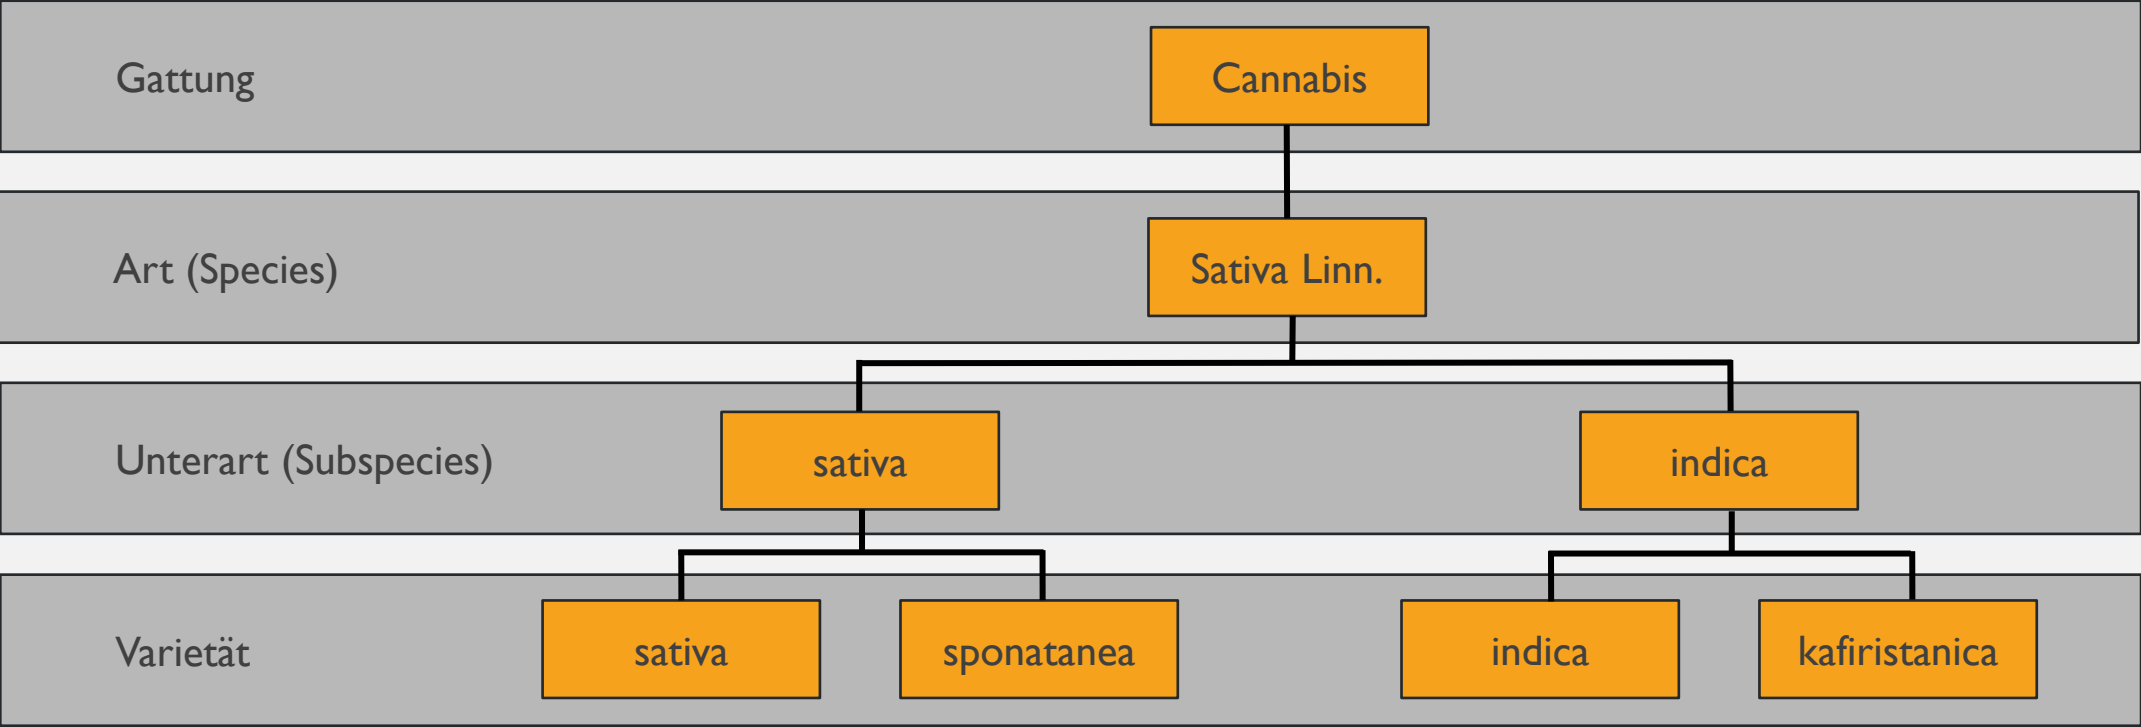 Gattung
Cannabis
Art (Species)
Sativa Linn.
Unterart (Subspecies)
sativa
indica
Varietät
sativa
sponatanea
indica
kafiristanica